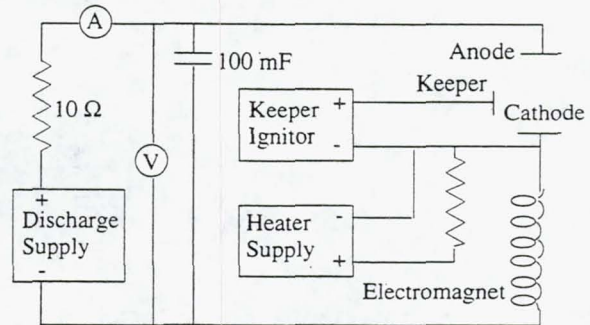 A
100 mF
Anode
Keeper
10 Ω
Keeper
Ignitor
+
-
Cathode
V
+
Discharge
Supply
-
Heater
Supply
-
+
Electromagnet